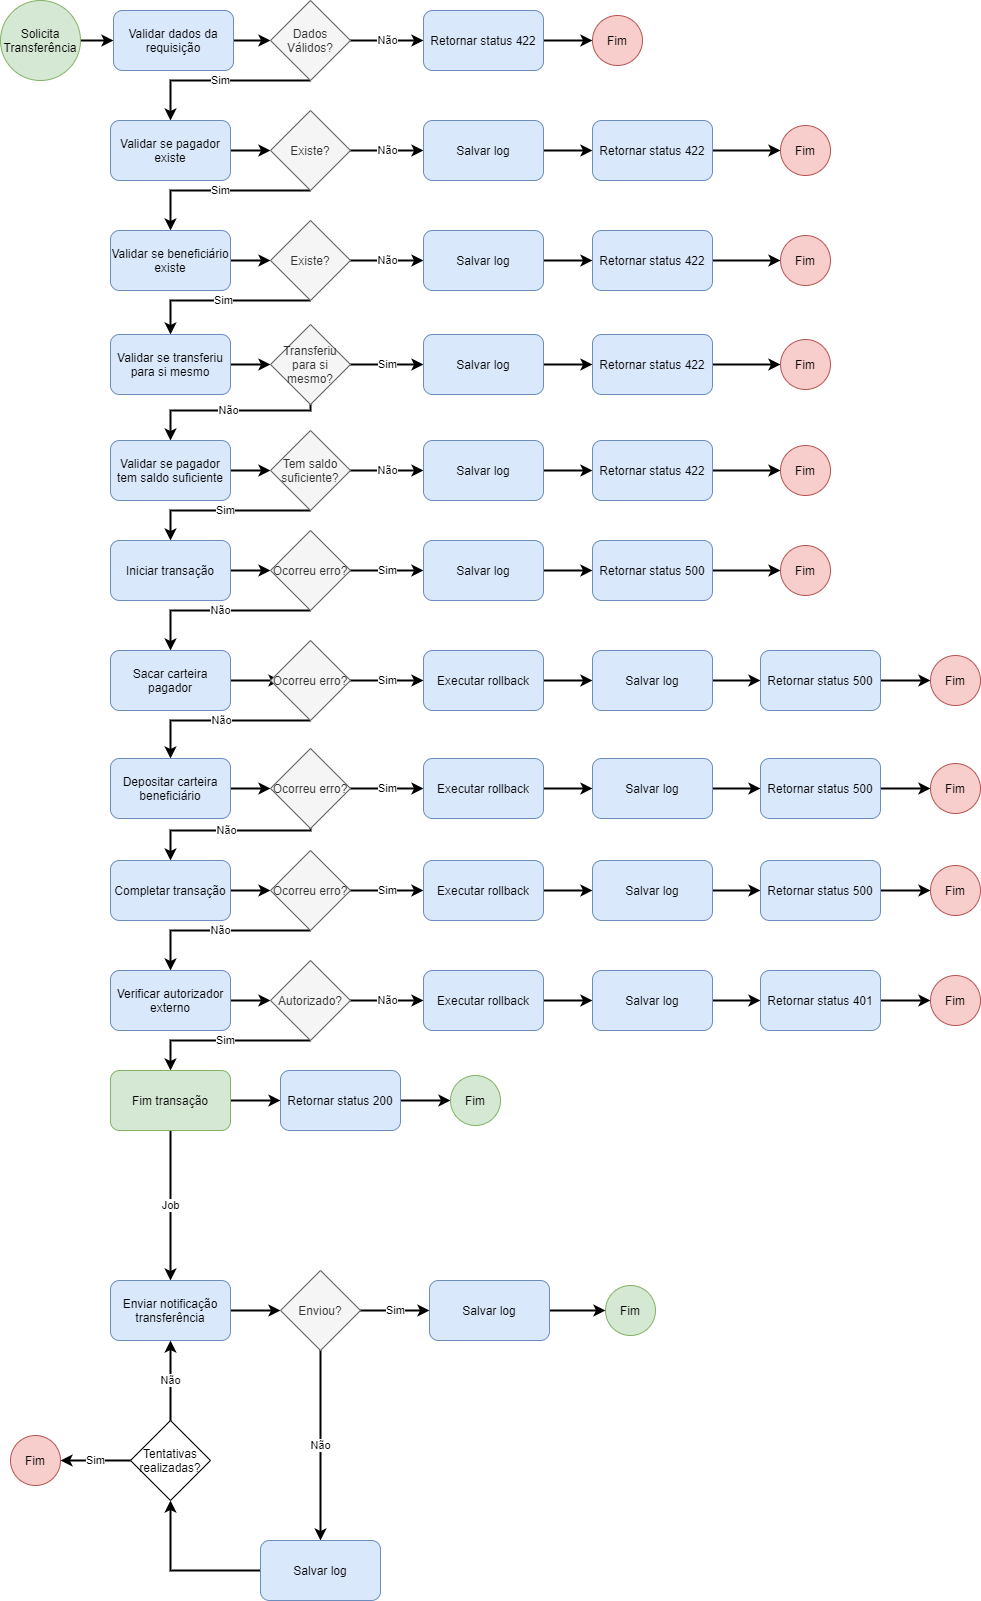 Solicita
Transferência
Validar dados da
requisição
Dados
Válidos?
Não
Retornar status 422
Fim
Sim
Validar se pagador
existe
Existe?
Não
Salvar log
Retornar status 422
Fim
Sim
Validar se beneficiário
existe
Existe?
Não
Salvar log
Retornar status 422
Fim
Sim
Validar se transferiu
para si mesmo
Transferiu
para si
mesmo?
Sim
Salvar log
Retornar status 422
Fim
Não
Validar se pagador
tem saldo suficiente
Tem saldo
suficiente?
Não
Salvar log
Retornar status 422
Fim
Sim
Iniciar transação
Ocorreu erro?
Sim
Salvar log
Retornar status 500
Fim
Não
Sacar carteira
pagador
Ocorreu erro?
Sim
Executar rollback
Salvar log
Retornar status 500
Fim
Não
Depositar carteira
beneficiário
Ocorreu erro?
Sim
Executar rollback
Salvar log
Retornar status 500
Fim
Não
Completar transação
Ocorreu erro?
Sim
Executar rollback
Salvar log
Retornar status 500
Fim
Não
Verificar autorizador
externo
Autorizado?
Não
Executar rollback
Salvar log
Retornar status 401
Fim
Sim
Fim transação
Retornar status 200
Fim
Job
Enviar notificação
transferência
Enviou?
Sim
Salvar log
Fim
Não
Não
Tentativas
realizadas?
Sim
Fim
Salvar log